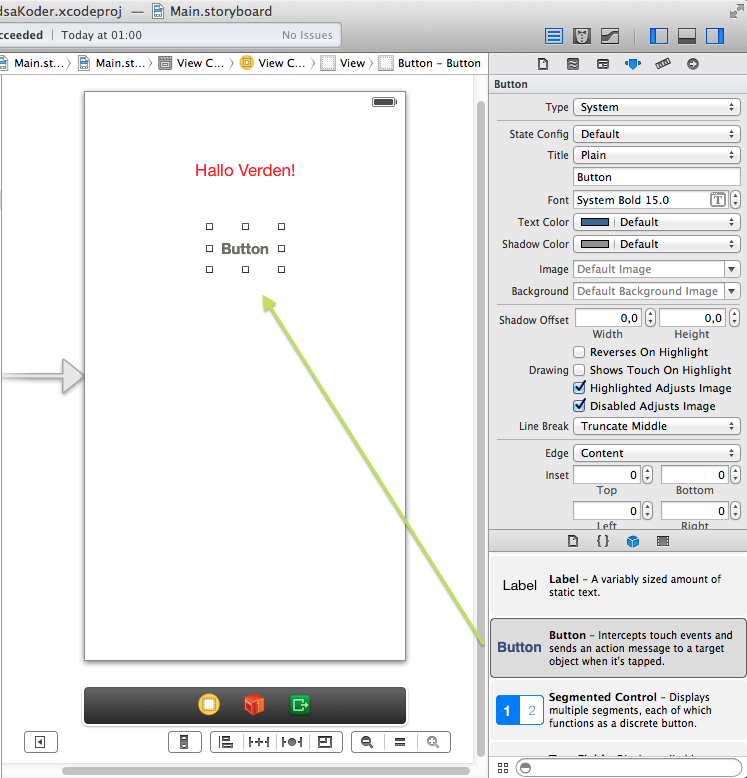 dsaKoder.xcodeproj — Main.storyboard
cceeded | Today at 01:00 No Issues
Main.st... Main.st... View C... View C... View Button – Button
Button
Type System
State Config Default
Title Plain
Button
Font System Bold 15.0 T
Text Color Default
Shadow Color Default
Image Default Image
Background Default Background Image
Shadow Offset 0,0 0,0
Width Height
Reverses On Highlight
Drawing Shows Touch On Highlight
Highlighted Adjusts Image
Disabled Adjusts Image
Line Break Truncate Middle
Edge Content
Inset 0 0
Top Bottom
0 0
Left Right
Hallo Verden!
Button
{ }
Label
Label – A variably sized amount of
static text.
Button
Button – Intercepts touch events and
sends an action message to a target
object when it's tapped.
1 2
Segmented Control – Displays
multiple segments, each of which
functions as a discrete button.